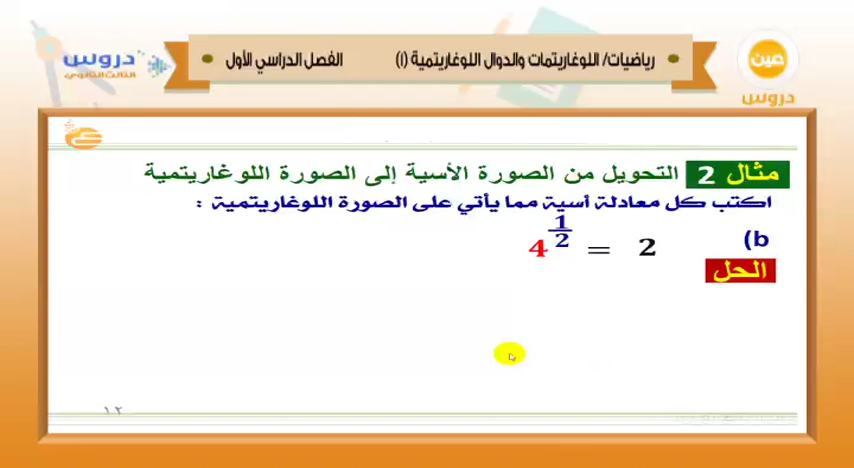 رياضيات/ اللوغاريتمات والدوال اللوغاريتمية (١)
الفصل الدراسي الأول
دروس
الثالث الثانوي
عين
دروس
مثال 2 التحويل من الصورة الأسية إلى الصورة اللوغاريتمية
اكتب كل معادلة أسية مما يأتي على الصورة اللوغاريتمية :
(b
4^{1/2} = 2
الحل
١٢